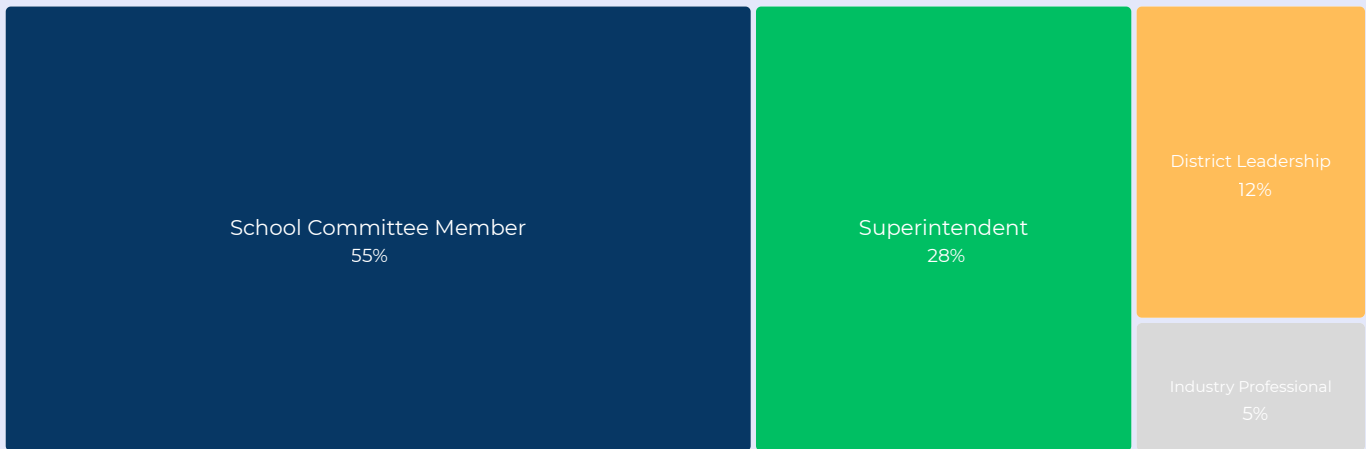 School Committee Member
55%
Superintendent
28%
District Leadership
12%
Industry Professional
5%